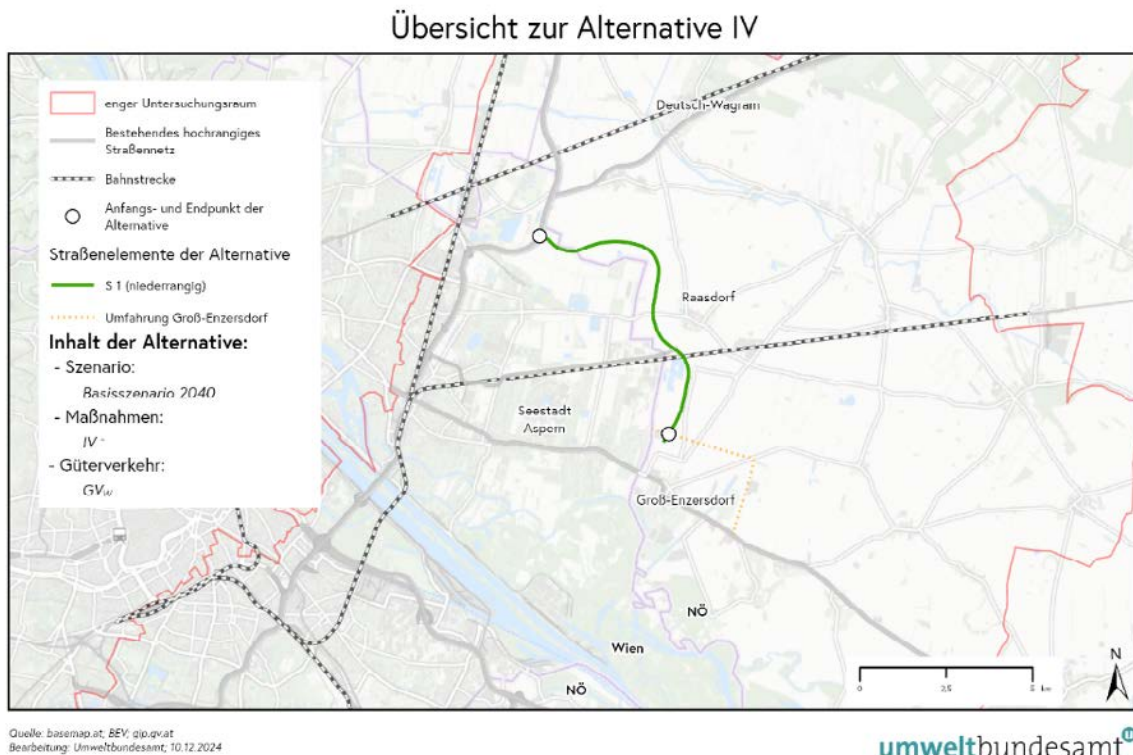 Übersicht zur Alternative IV
enger Untersuchungsraum
Bestehendes hochrangiges
Straßennetz
Bahnstrecke
Anfangs- und Endpunkt der
Alternative
Straßenelemente der Alternative
S 1 (niederrangig)
Umfahrung Groß-Enzersdorf
Inhalt der Alternative:
- Szenario:
Basisszenario 2040
- Maßnahmen:
IV
- Güterverkehr:
GVw
Deutsch-Wagram
Raasdorf
Seestadt
Aspern
Groß-Enzersdorf
NÖ
Wien
NÖ
N
0 2,5 5 km
Quelle: basemap.at; BEV; gip.gv.at
Bearbeitung: Umweltbundesamt; 10.12.2024
umweltbundesamt